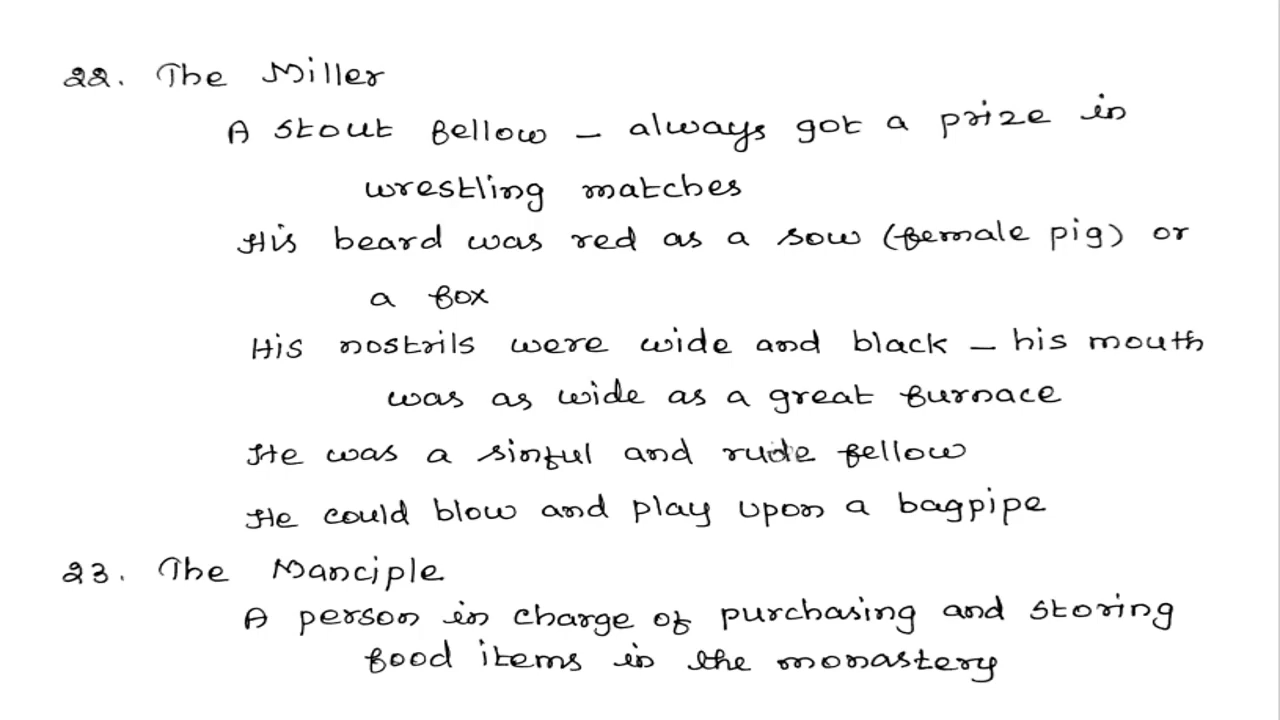 22. The Miller
A stout fellow – always got a prize in
wrestling matches
His beard was red as a sow (female pig) or
a fox
His nostrils were wide and black – his mouth
was as wide as a great furnace
He was a sinful and rude fellow
He could blow and play upon a bagpipe
23. The Manciple
A person in charge of purchasing and storing
food items in the monastery